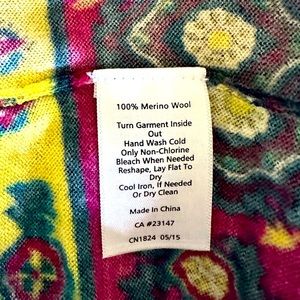 100% Merino Wool
Turn Garment Inside
Out
Hand Wash Cold
Only Non-Chlorine
Bleach When Needed
Reshape, Lay Flat To
Dry
Cool Iron, If Needed
Or Dry Clean
Made in China
CA #23147
CN1824 05/15